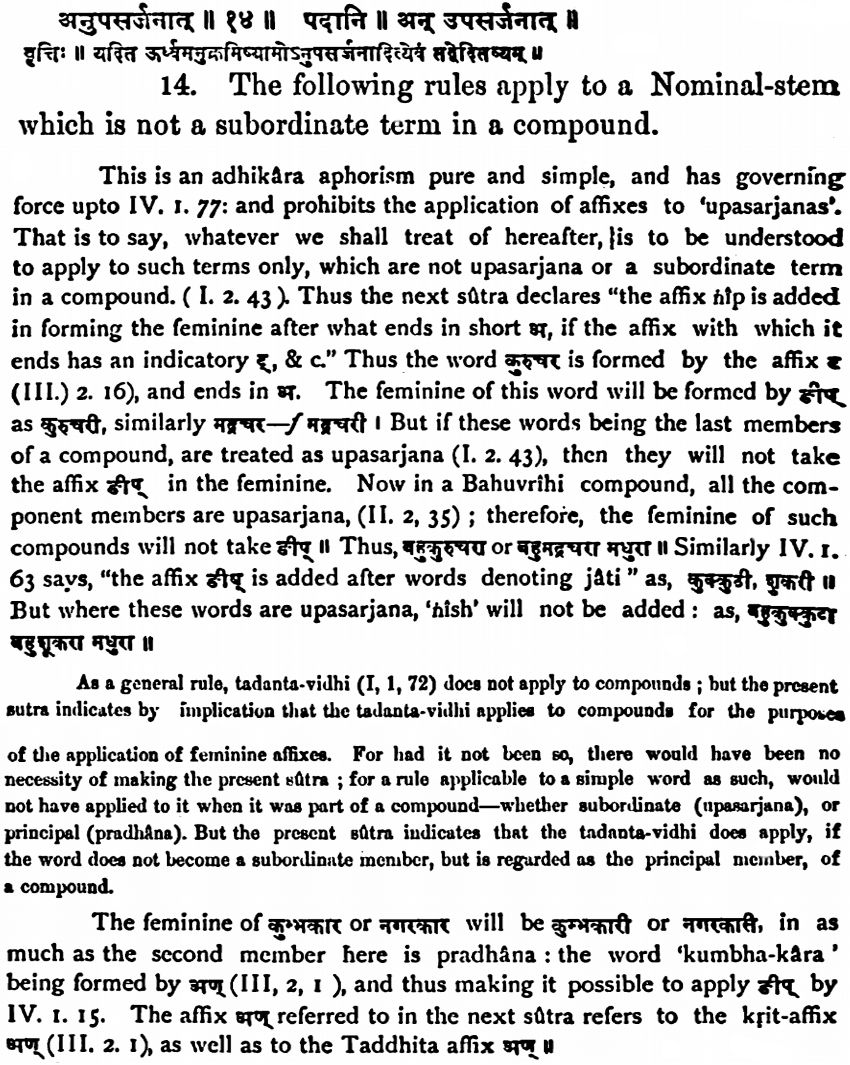 अनुपसर्जनात् ॥ १४ ॥ पदानि ॥ अन् उपसर्जनात् ॥
वृत्तिः ॥ यदित ऊर्ध्वमनुक्रमिष्यामोऽनुपसर्जनादित्येवं तद्वेदितव्यम् ॥
14. The following rules apply to a Nominal-stem
which is not a subordinate term in a compound.
This is an adhikâra aphorism pure and simple, and has governing
force upto IV. 1. 77: and prohibits the application of affixes to 'upasarjanas'.
That is to say, whatever we shall treat of hereafter, is to be understood
to apply to such terms only, which are not upasarjana or a subordinate term
in a compound. ( I. 2. 43 ). Thus the next sûtra declares "the affix ńîp is added
in forming the feminine after what ends in short अ, if the affix with which it
ends has an indicatory ट्, & c." Thus the word कुरुचर is formed by the affix ट
(III.) 2. 16), and ends in अ. The feminine of this word will be formed by ङीप्
as कुरुचरी, similarly मद्रचर—f मद्रचरी । But if these words being the last members
of a compound, are treated as upasarjana (I. 2. 43), then they will not take
the affix ङीप् in the feminine. Now in a Bahuvrîhi compound, all the com-
ponent members are upasarjana, (II. 2, 35) ; therefore, the feminine of such
compounds will not take ङीप् ॥ Thus, बहुकुरुचरा or बहुमद्रचरा मथुरा ॥ Similarly IV. 1.
63 says, "the affix ङीष् is added after words denoting jâti " as, कुक्कुटी, शूकरी ॥
But where these words are upasarjana, 'ńîsh' will not be added : as, बहुकुक्कुटा
बहुशूकरा मथुरा ॥
As a general rule, tadanta-vidhi (I, 1, 72) does not apply to compounds ; but the present
sutra indicates by implication that the tadanta-vidhi applies to compounds for the purposes
of the application of feminine affixes. For had it not been so, there would have been no
necessity of making the present sûtra ; for a rule applicable to a simple word as such, would
not have applied to it when it was part of a compound—whether subordinate (upasarjana), or
principal (pradhâna). But the present sûtra indicates that the tadanta-vidhi does apply, if
the word does not become a subordinate member, but is regarded as the principal member, of
a compound.
The feminine of कुम्भकार or नगरकार will be कुम्भकारी or नगरकारी, in as
much as the second member here is pradhâna : the word 'kumbha-kâra '
being formed by अण् (III, 2, 1 ), and thus making it possible to apply ङीप् by
IV. 1. 15. The affix अण् referred to in the next sûtra refers to the kṛit-affix
अण् (III. 2. 1), as well as to the Taddhita affix अण् ॥